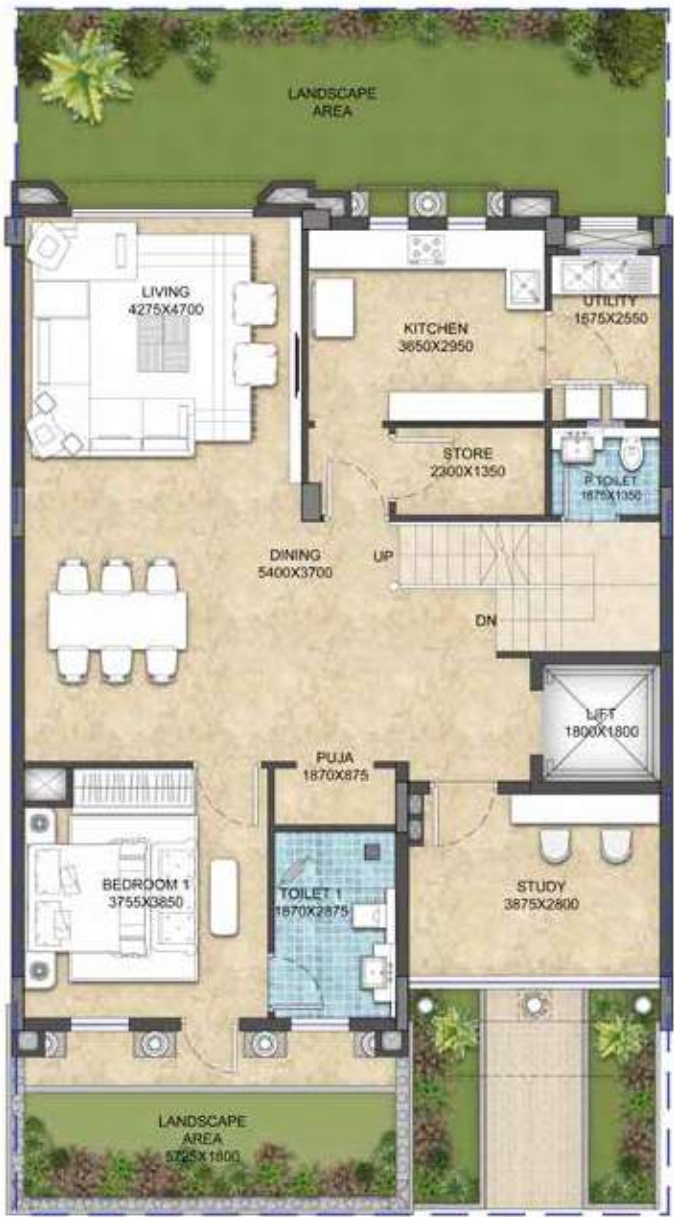 LANDSCAPE
AREA
LIVING
4275X4700
KITCHEN
3650X2950
UTILITY
1675X2550
STORE
2300X1350
P.TOILET
1675X1350
DINING
5400X3700
UP
DN
LIFT
1800X1800
PUJA
1870X875
BEDROOM 1
3755X3850
TOILET 1
1870X2875
STUDY
3875X2800
LANDSCAPE
AREA
5725X1800